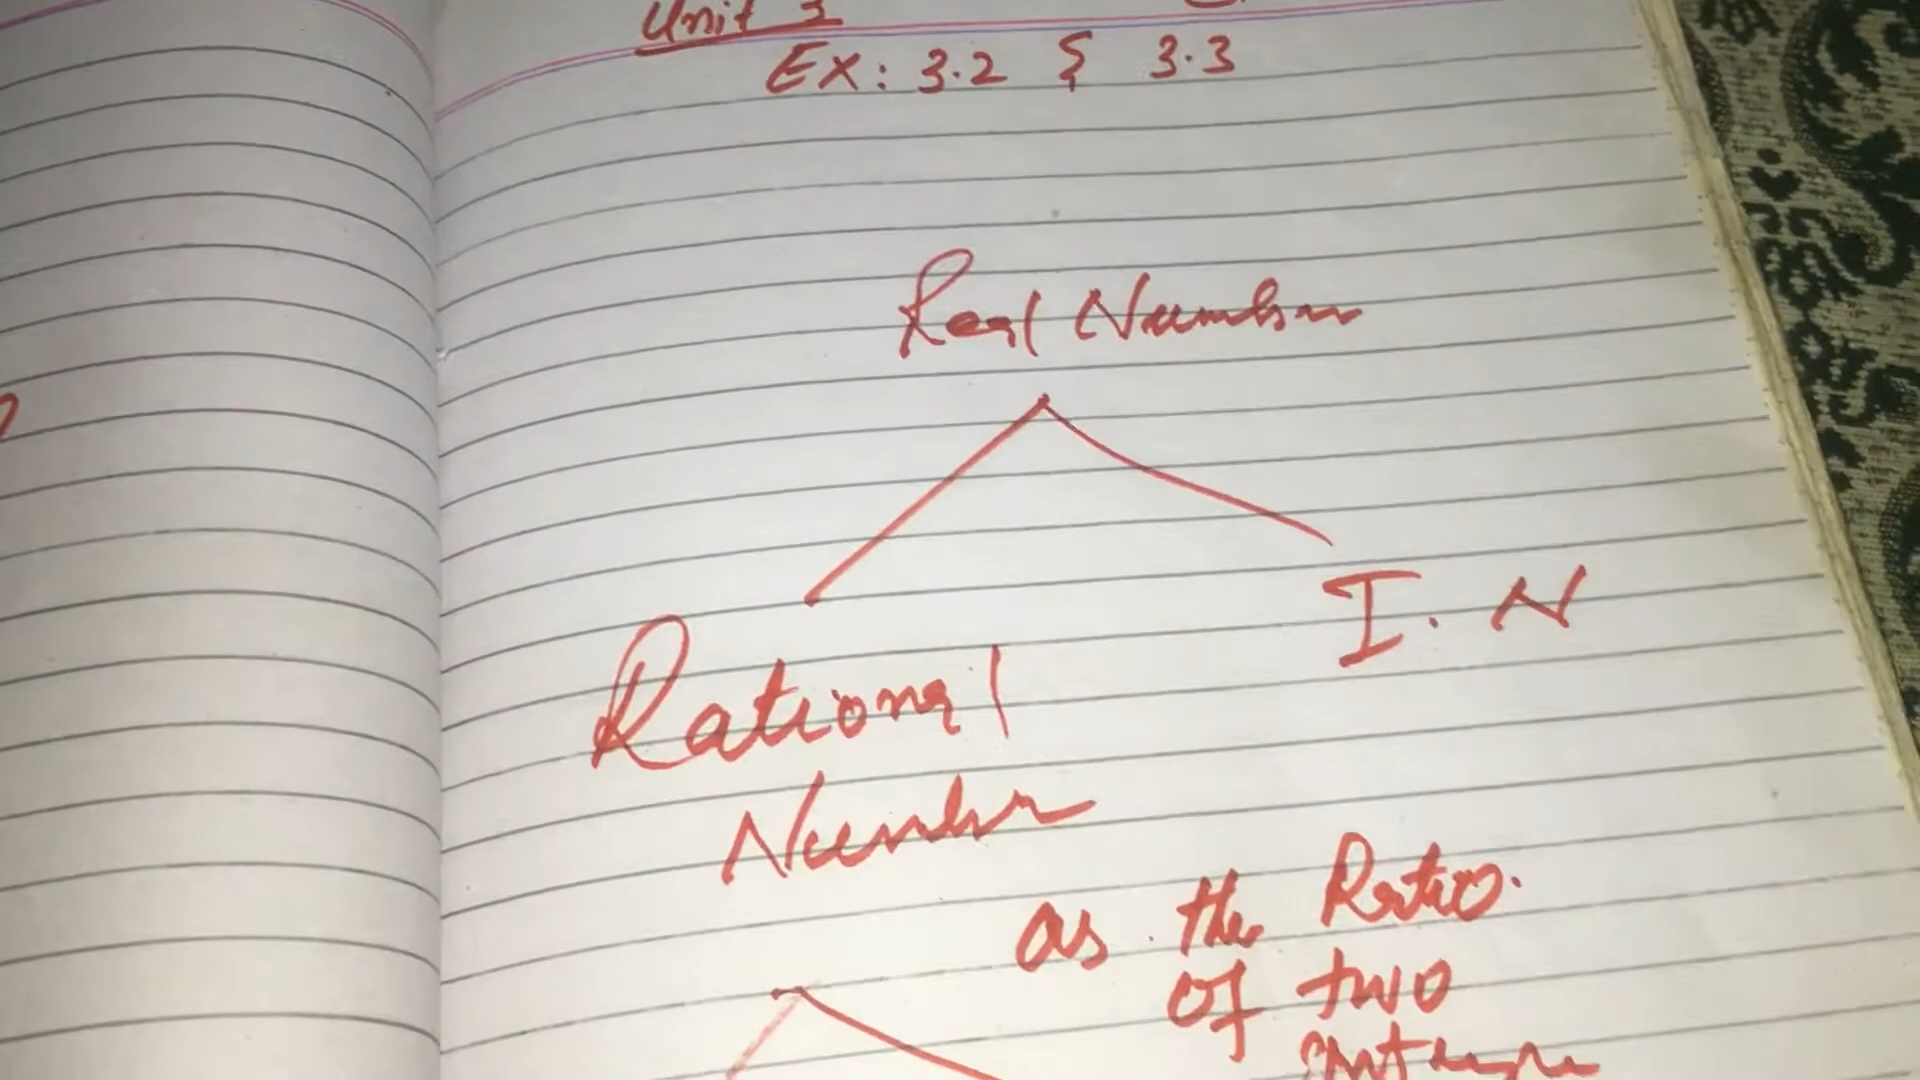 Unit 3
Ex: 3.2 & 3.3
Real Number
I. N
Rational
Number
as the Ratio
of two